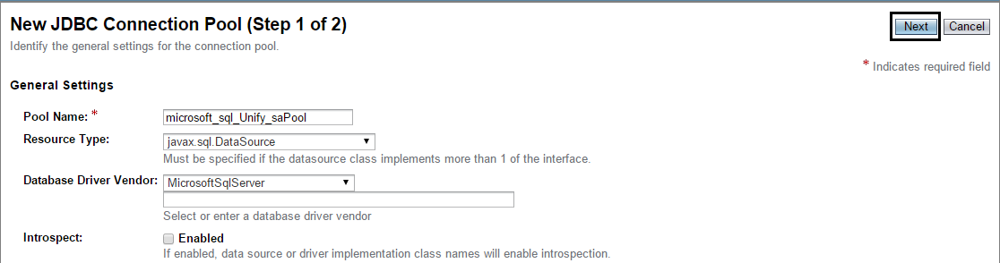 New JDBC Connection Pool (Step 1 of 2)
Next Cancel
Identify the general settings for the connection pool.
* Indicates required field
General Settings
Pool Name: * microsoft_sql_Unify_saPool
Resource Type: javax.sql.DataSource
Must be specified if the datasource class implements more than 1 of the interface.
Database Driver Vendor: MicrosoftSqlServer
Select or enter a database driver vendor
Introspect: Enabled
If enabled, data source or driver implementation class names will enable introspection.